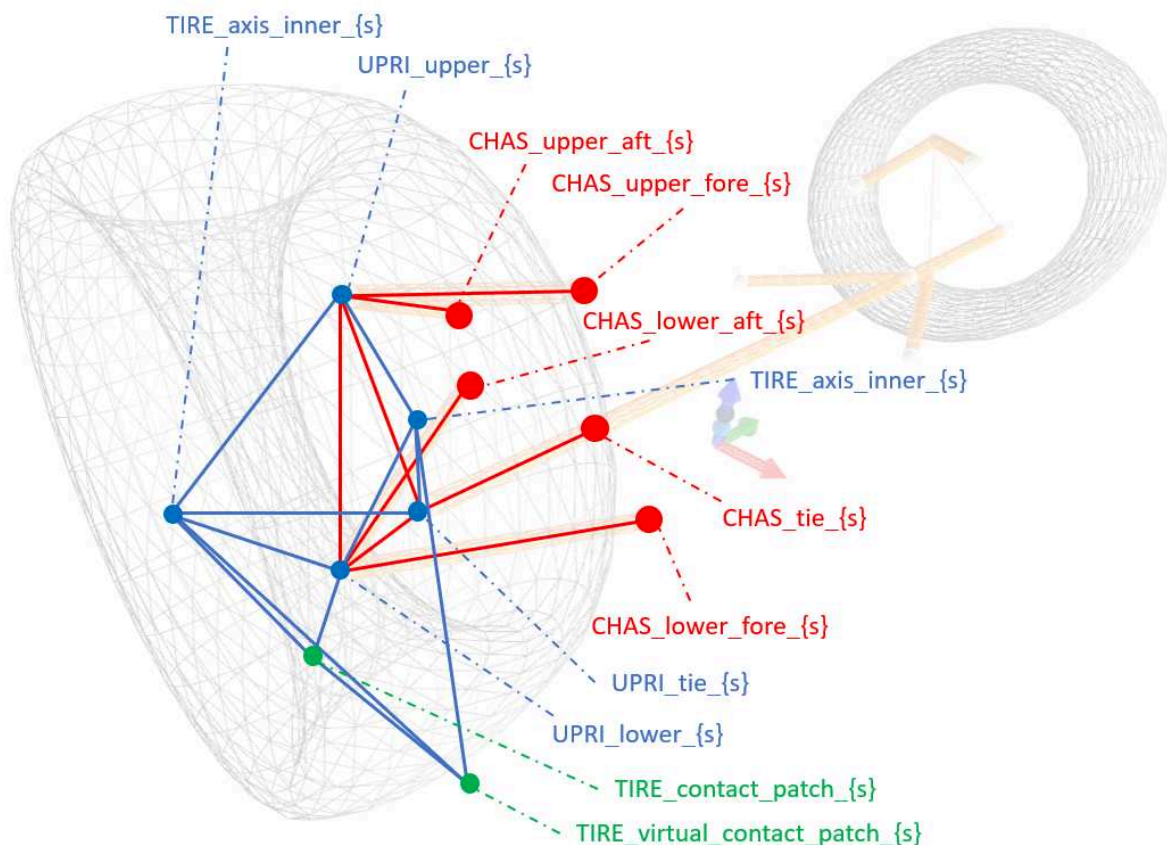 TIRE_axis_inner_{s}
UPRI_upper_{s}
CHAS_upper_aft_{s}
CHAS_upper_fore_{s}
CHAS_lower_aft_{s}
TIRE_axis_inner_{s}
CHAS_tie_{s}
CHAS_lower_fore_{s}
UPRI_tie_{s}
UPRI_lower_{s}
TIRE_contact_patch_{s}
TIRE_virtual_contact_patch_{s}